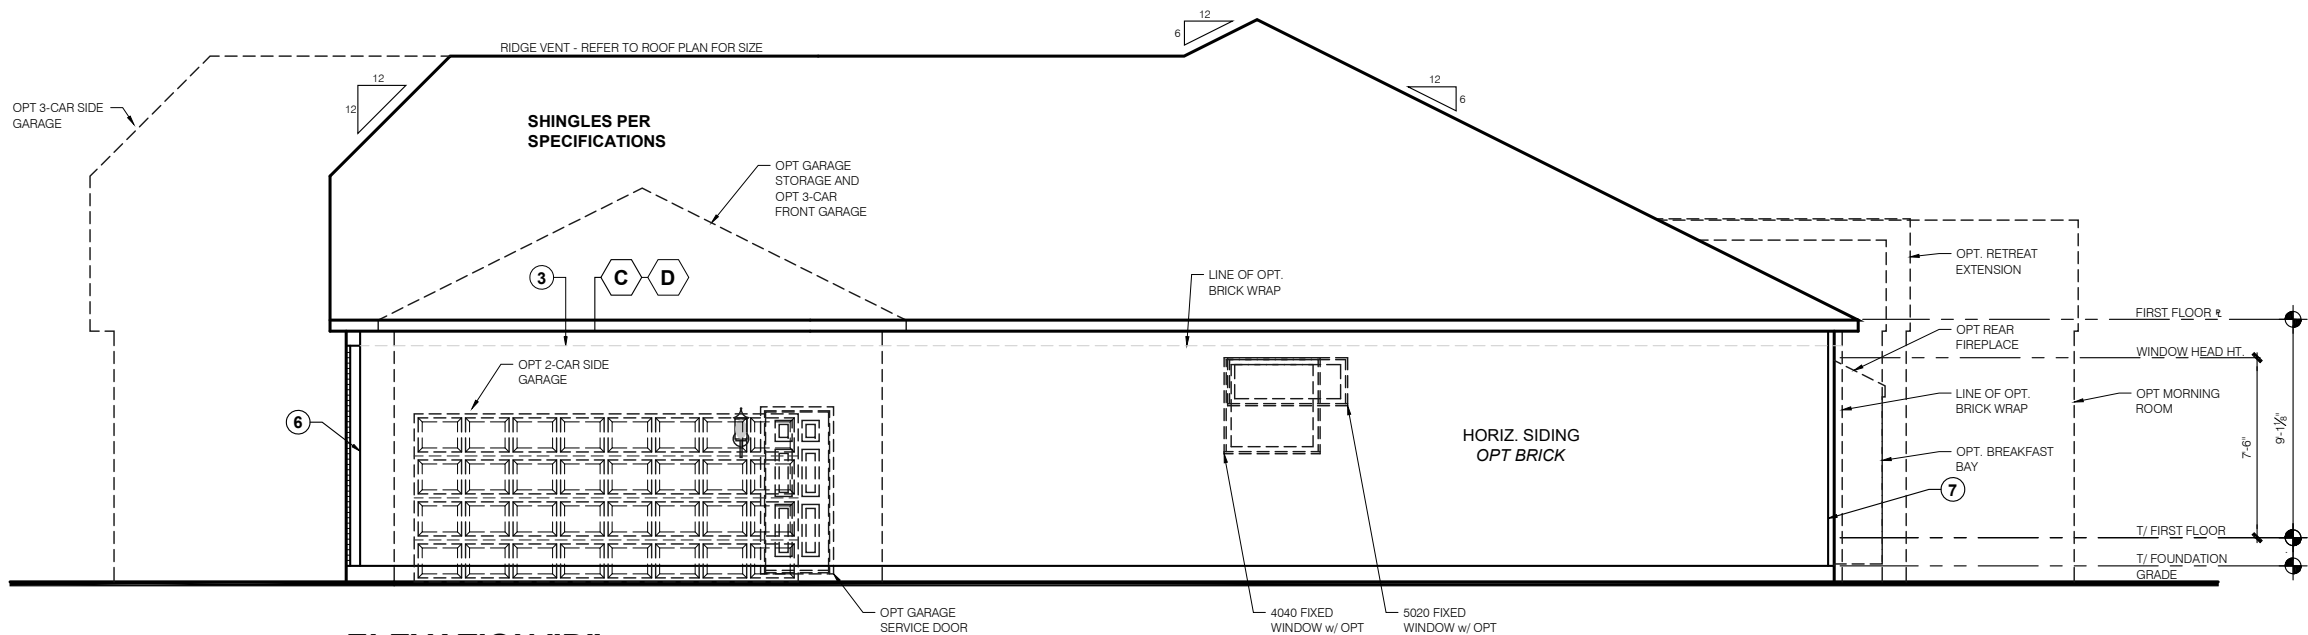 12
6
RIDGE VENT - REFER TO ROOF PLAN FOR SIZE
12
12
12
6
OPT 3-CAR SIDE
GARAGE
SHINGLES PER
SPECIFICATIONS
OPT GARAGE
STORAGE AND
OPT 3-CAR
FRONT GARAGE
3
C
D
LINE OF OPT.
BRICK WRAP
OPT. RETREAT
EXTENSION
FIRST FLOOR ℄
OPT REAR
FIREPLACE
WINDOW HEAD HT.
OPT 2-CAR SIDE
GARAGE
6
LINE OF OPT.
BRICK WRAP
OPT MORNING
ROOM
HORIZ. SIDING
OPT BRICK
7'-6"
9'-1⅛"
OPT. BREAKFAST
BAY
7
T/ FIRST FLOOR
T/ FOUNDATION
GRADE
OPT GARAGE
SERVICE DOOR
4040 FIXED
WINDOW w/ OPT
5020 FIXED
WINDOW w/ OPT